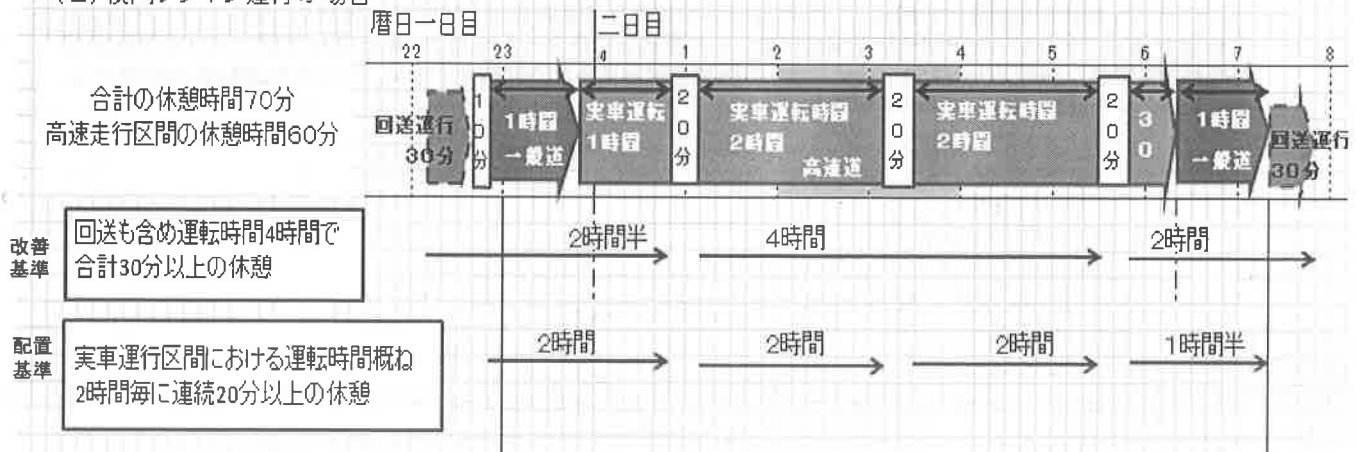 暦日一日目
二日目
22 23 1 2 3 4 5 6 7 8
合計の休憩時間70分
高速走行区間の休憩時間60分
回送運行
30分
10分
1時間
一般道
実車運転
1時間
20分
実車運転時間
2時間
高速道
20分
実車運転時間
2時間
20分
30
1時間
一般道
回送運行
30分
改善
基準
回送も含め運転時間4時間で
合計30分以上の休憩
2時間半
4時間
2時間
配置
基準
実車運行区間における運転時間概ね
2時間毎に連続20分以上の休憩
2時間
2時間
2時間
1時間半